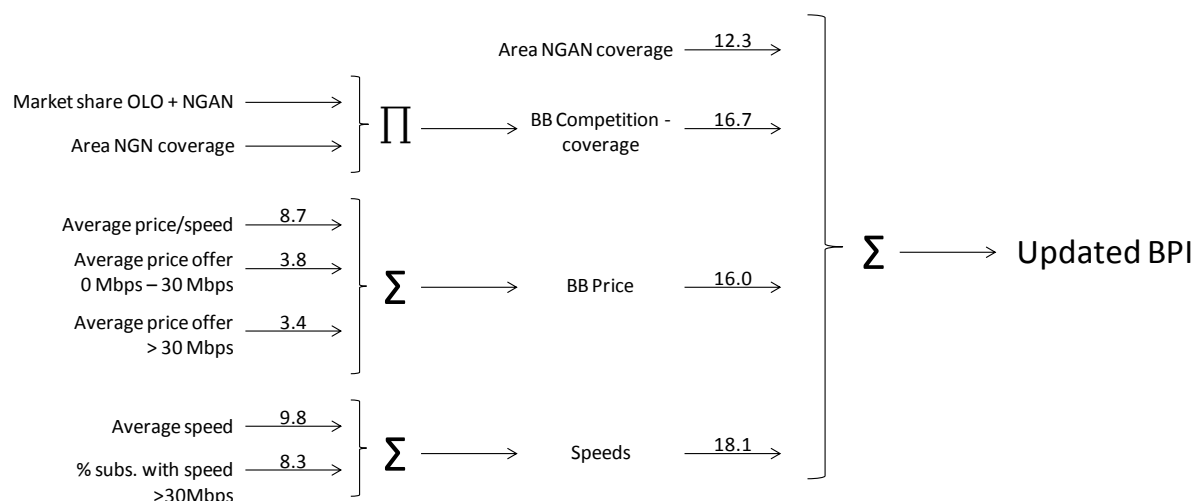 Area NGAN coverage
12.3
Market share OLO + NGAN
Area NGN coverage
∏
BB Competition -
coverage
16.7
Average price/speed
8.7
Average price offer
0 Mbps – 30 Mbps
3.8
Average price offer
> 30 Mbps
3.4
Σ
BB Price
16.0
Average speed
9.8
% subs. with speed
>30Mbps
8.3
Σ
Speeds
18.1
Σ
Updated BPI